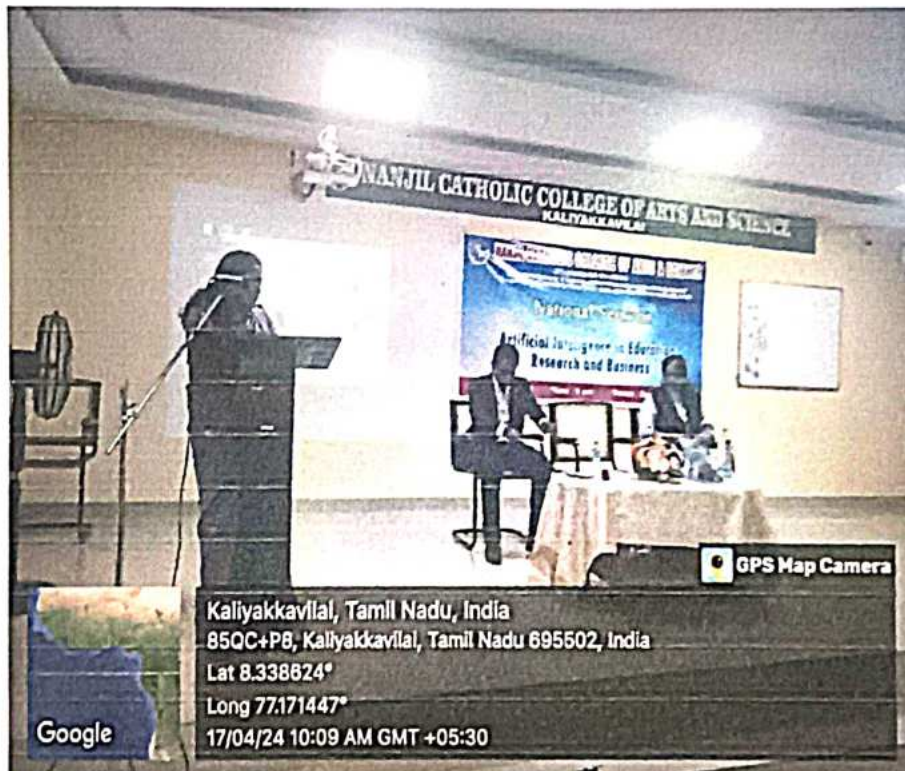 NANJIL CATHOLIC COLLEGE OF ARTS AND SCIENCE
KALIYAKKAVILAI
National
Artificial Intelligence in Education
Research and Business
GPS Map Camera
Kaliyakkavilai, Tamil Nadu, India
85QC+P8, Kaliyakkavilai, Tamil Nadu 695502, India
Lat 8.338624°
Long 77.171447°
17/04/24 10:09 AM GMT +05:30
Google